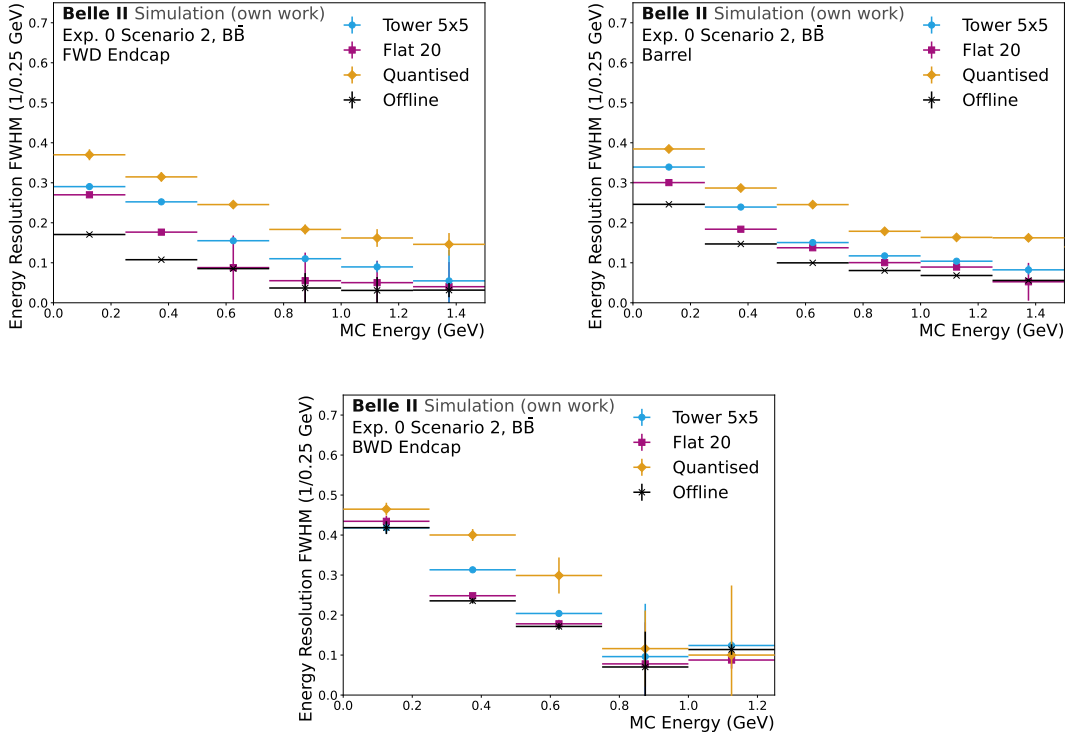 Belle II Simulation (own work)
Exp. 0 Scenario 2, BB̄
FWD Endcap
Tower 5x5
Flat 20
Quantised
Offline
Energy Resolution FWHM (1/0.25 GeV)
0.7
0.6
0.5
0.4
0.3
0.2
0.1
0.0
0.0 0.2 0.4 0.6 0.8 1.0 1.2 1.4
MC Energy (GeV)
Belle II Simulation (own work)
Exp. 0 Scenario 2, BB̄
Barrel
Tower 5x5
Flat 20
Quantised
Offline
Energy Resolution FWHM (1/0.25 GeV)
0.7
0.6
0.5
0.4
0.3
0.2
0.1
0.0
0.0 0.2 0.4 0.6 0.8 1.0 1.2 1.4
MC Energy (GeV)
Belle II Simulation (own work)
Exp. 0 Scenario 2, BB̄
BWD Endcap
Tower 5x5
Flat 20
Quantised
Offline
Energy Resolution FWHM (1/0.25 GeV)
0.7
0.6
0.5
0.4
0.3
0.2
0.1
0.0
0.0 0.2 0.4 0.6 0.8 1.0 1.2
MC Energy (GeV)